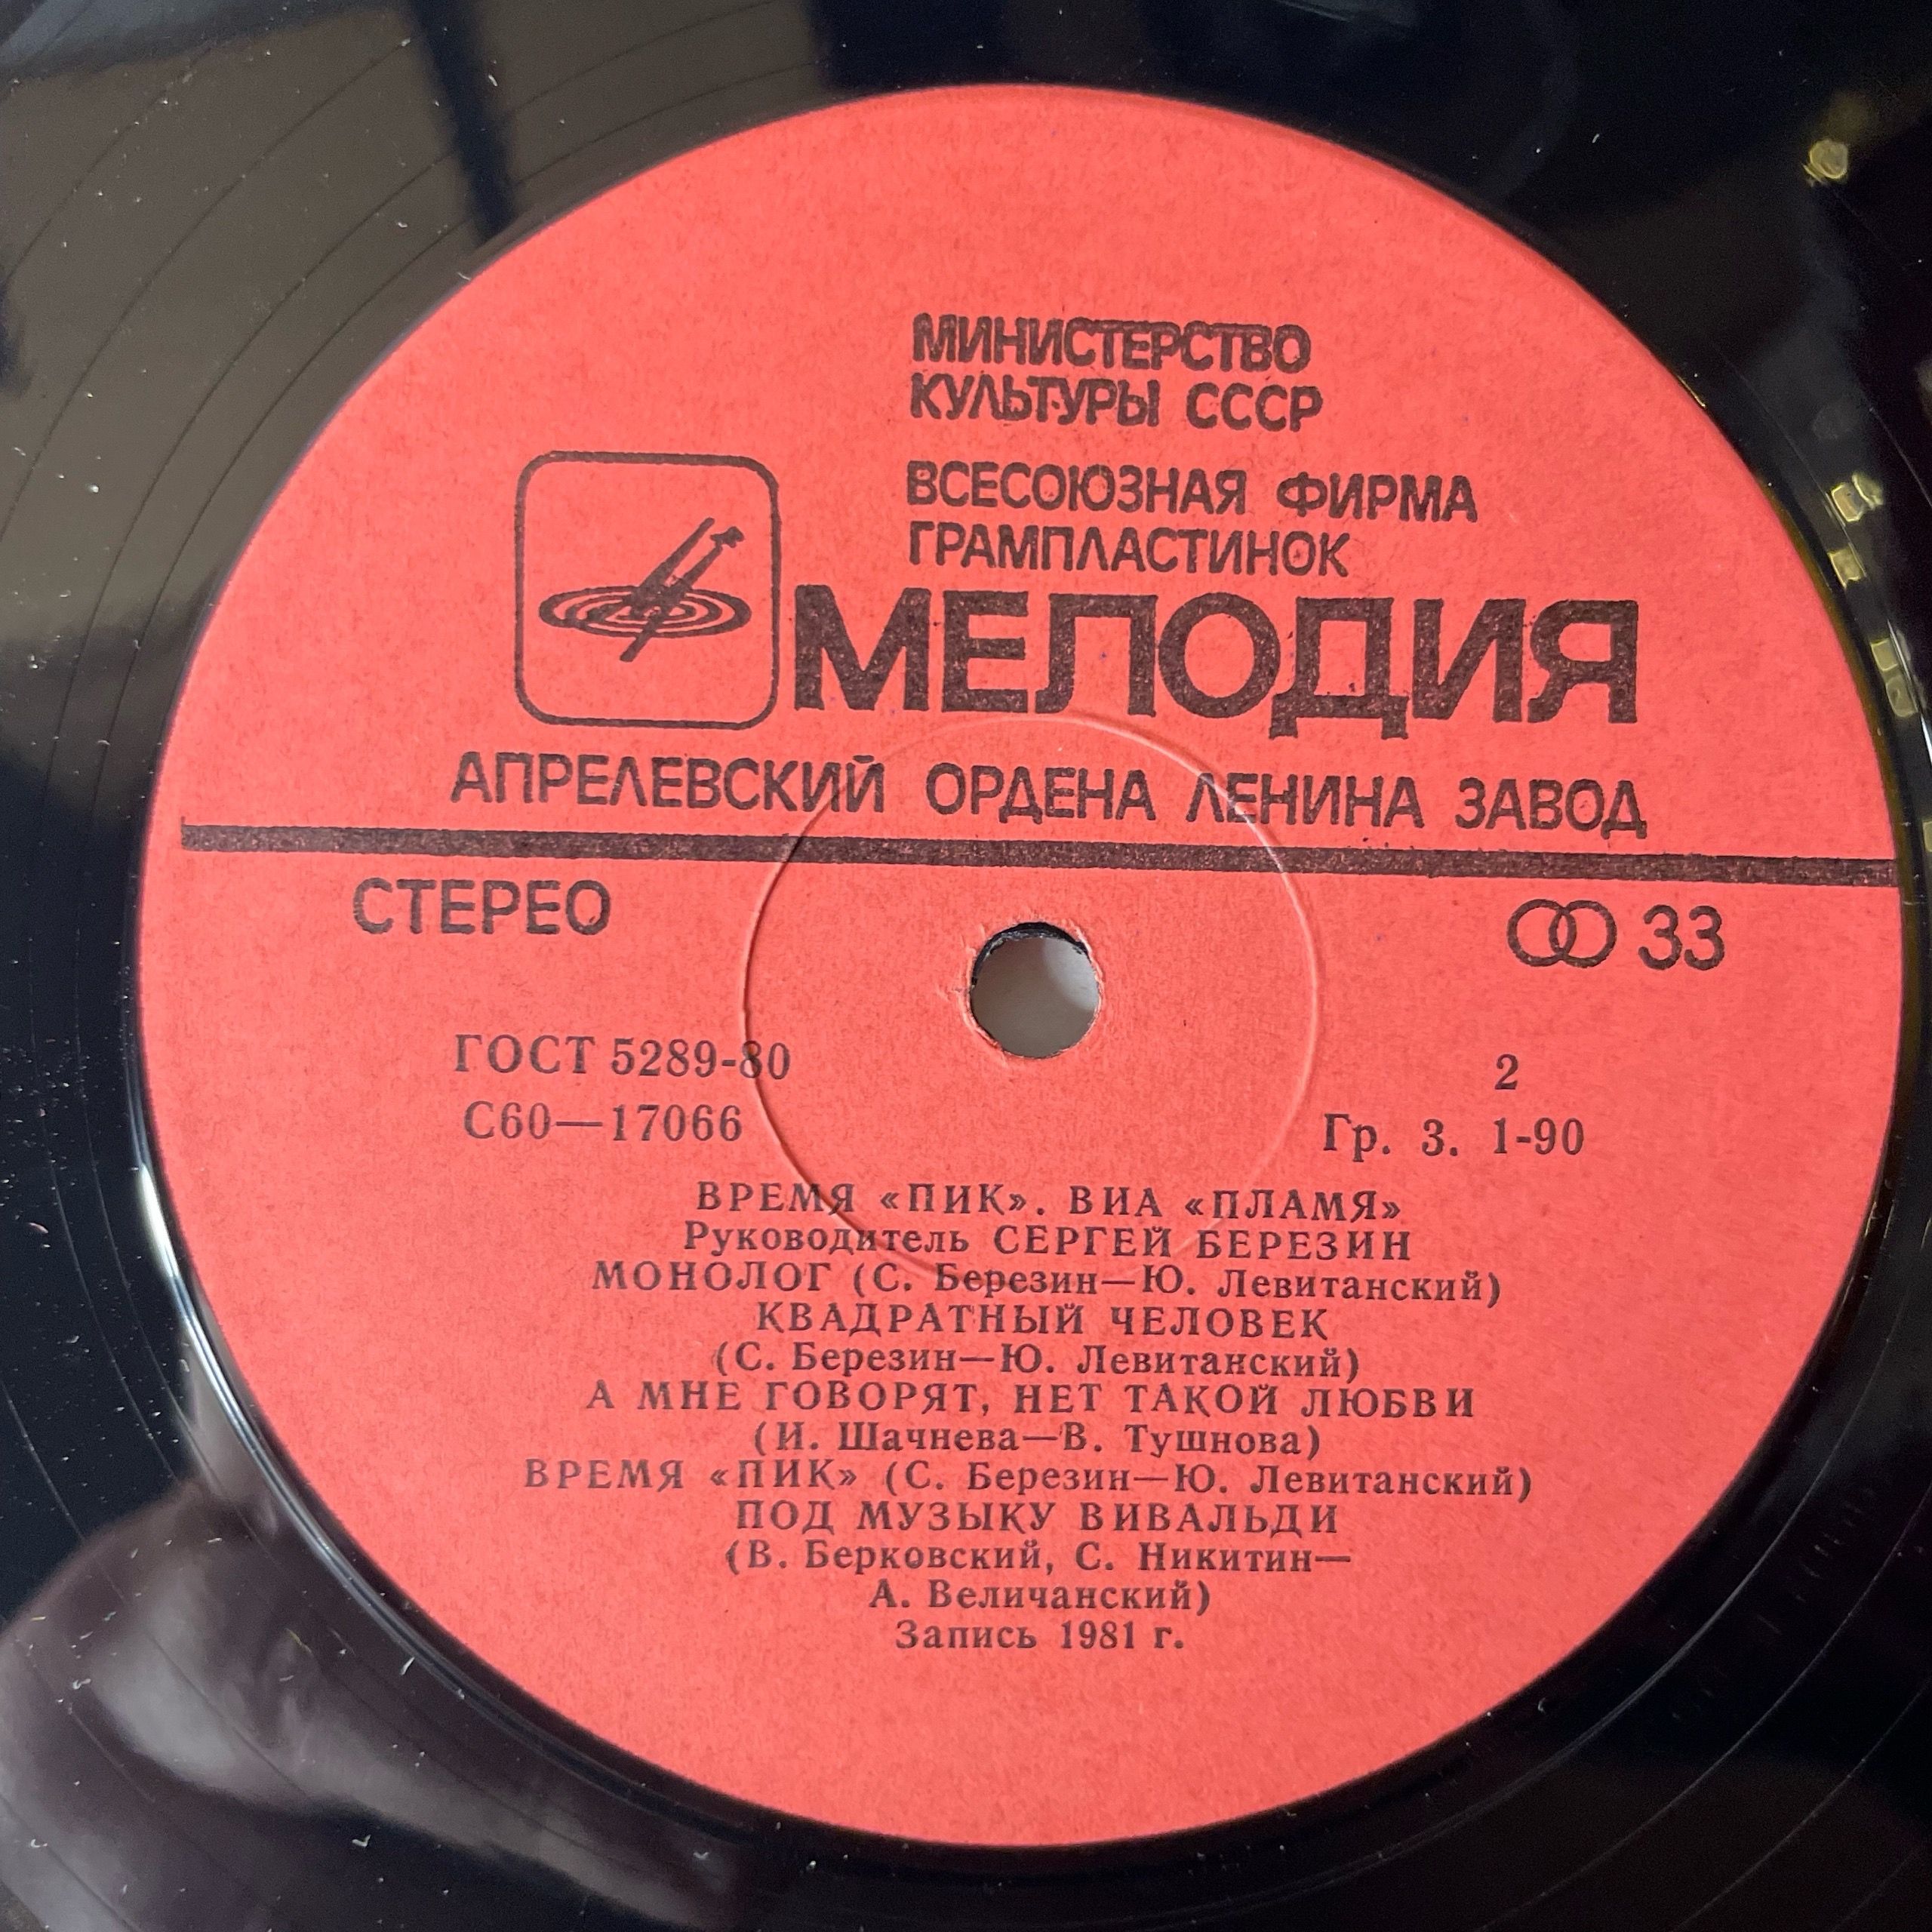 МИНИСТЕРСТВО
КУЛЬТУРЫ СССР
ВСЕСОЮЗНАЯ ФИРМА
ГРАМПЛАСТИНОК
МЕЛОДИЯ
АПРЕЛЕВСКИЙ ОРДЕНА ЛЕНИНА ЗАВОД
СТЕРЕО
33
ГОСТ 5289-80
2
С60—17066
Гр. 3. 1-90
ВРЕМЯ «ПИК». ВИА «ПЛАМЯ»
Руководитель СЕРГЕЙ БЕРЕЗИН
МОНОЛОГ (С. Березин—Ю. Левитанский)
КВАДРАТНЫЙ ЧЕЛОВЕК
(С. Березин—Ю. Левитанский)
А МНЕ ГОВОРЯТ, НЕТ ТАКОЙ ЛЮБВИ
(И. Шачнева—В. Тушнова)
ВРЕМЯ «ПИК» (С. Березин—Ю. Левитанский)
ПОД МУЗЫКУ ВИВАЛЬДИ
(В. Берковский, С. Никитин—
А. Величанский)
Запись 1981 г.